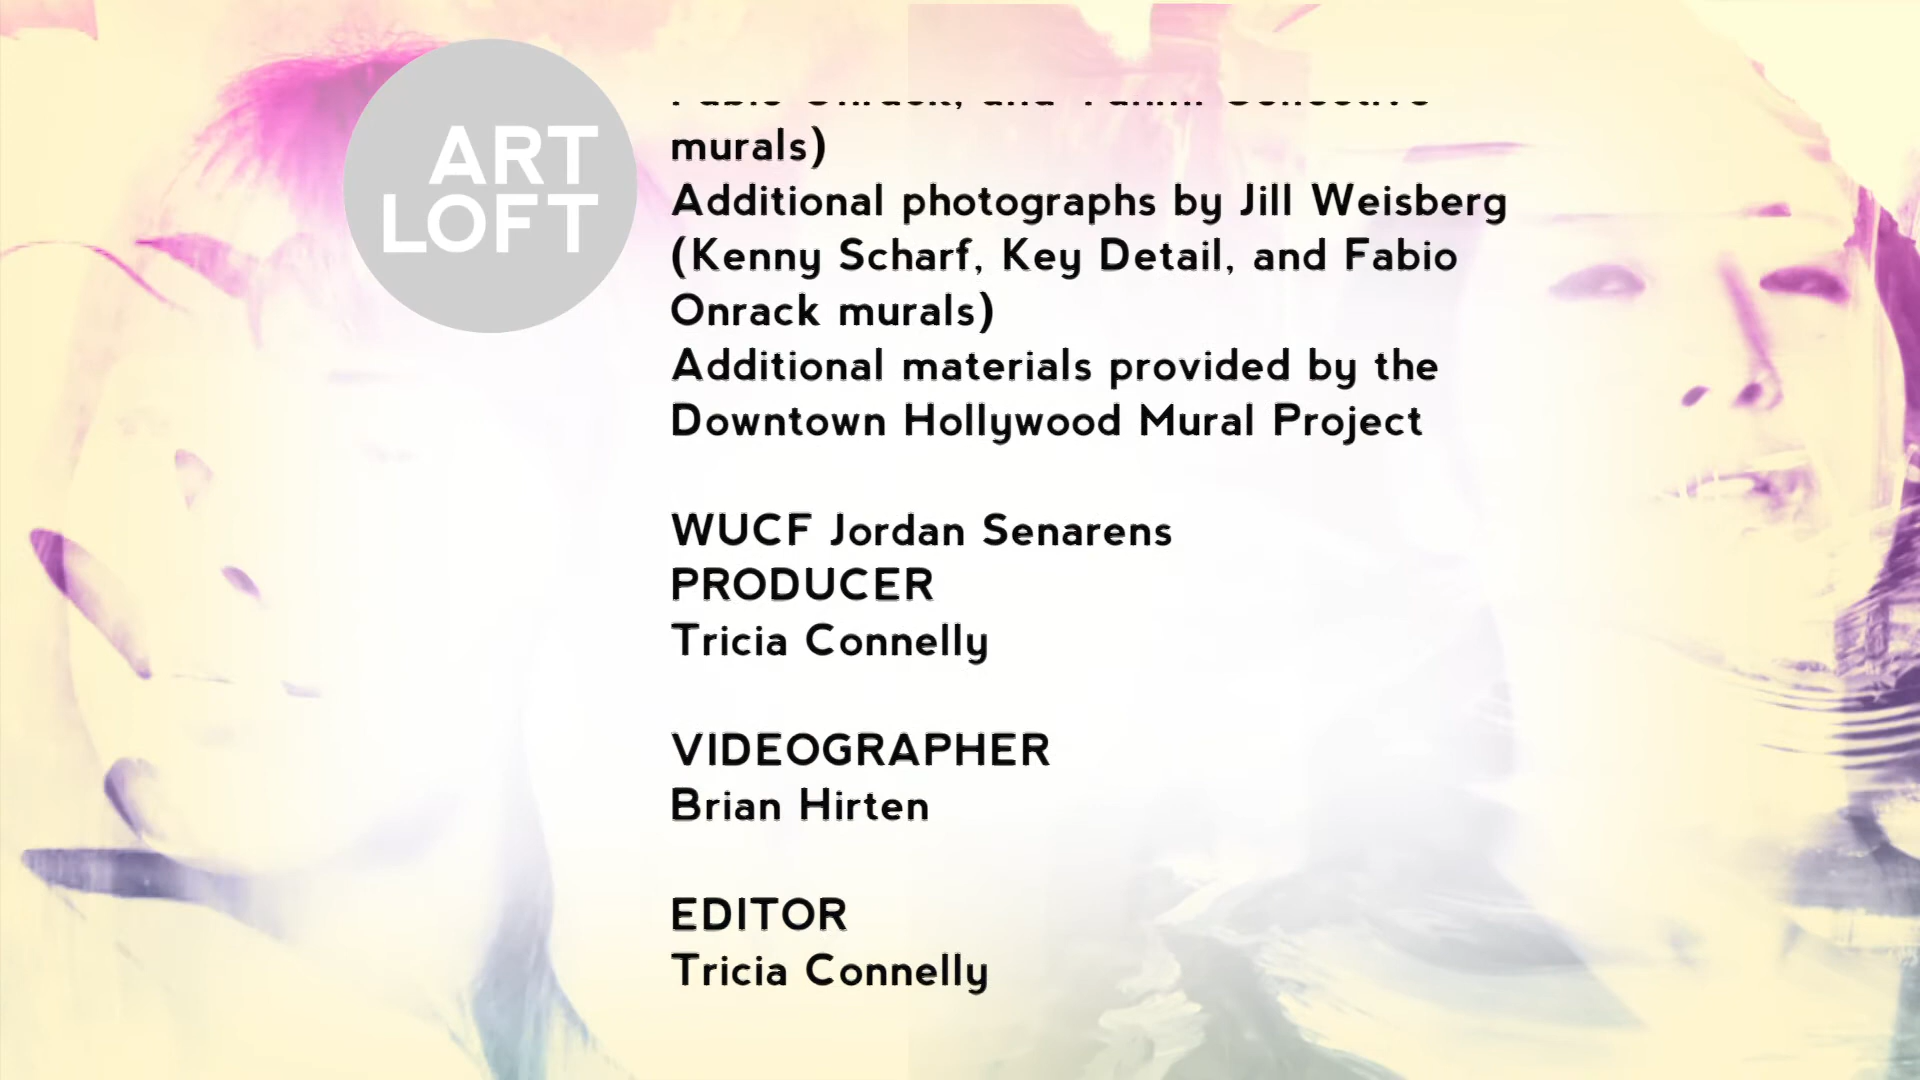 ART
LOFT
murals)
Additional photographs by Jill Weisberg
(Kenny Scharf, Key Detail, and Fabio
Onrack murals)
Additional materials provided by the
Downtown Hollywood Mural Project
WUCF Jordan Senarens
PRODUCER
Tricia Connelly
VIDEOGRAPHER
Brian Hirten
EDITOR
Tricia Connelly